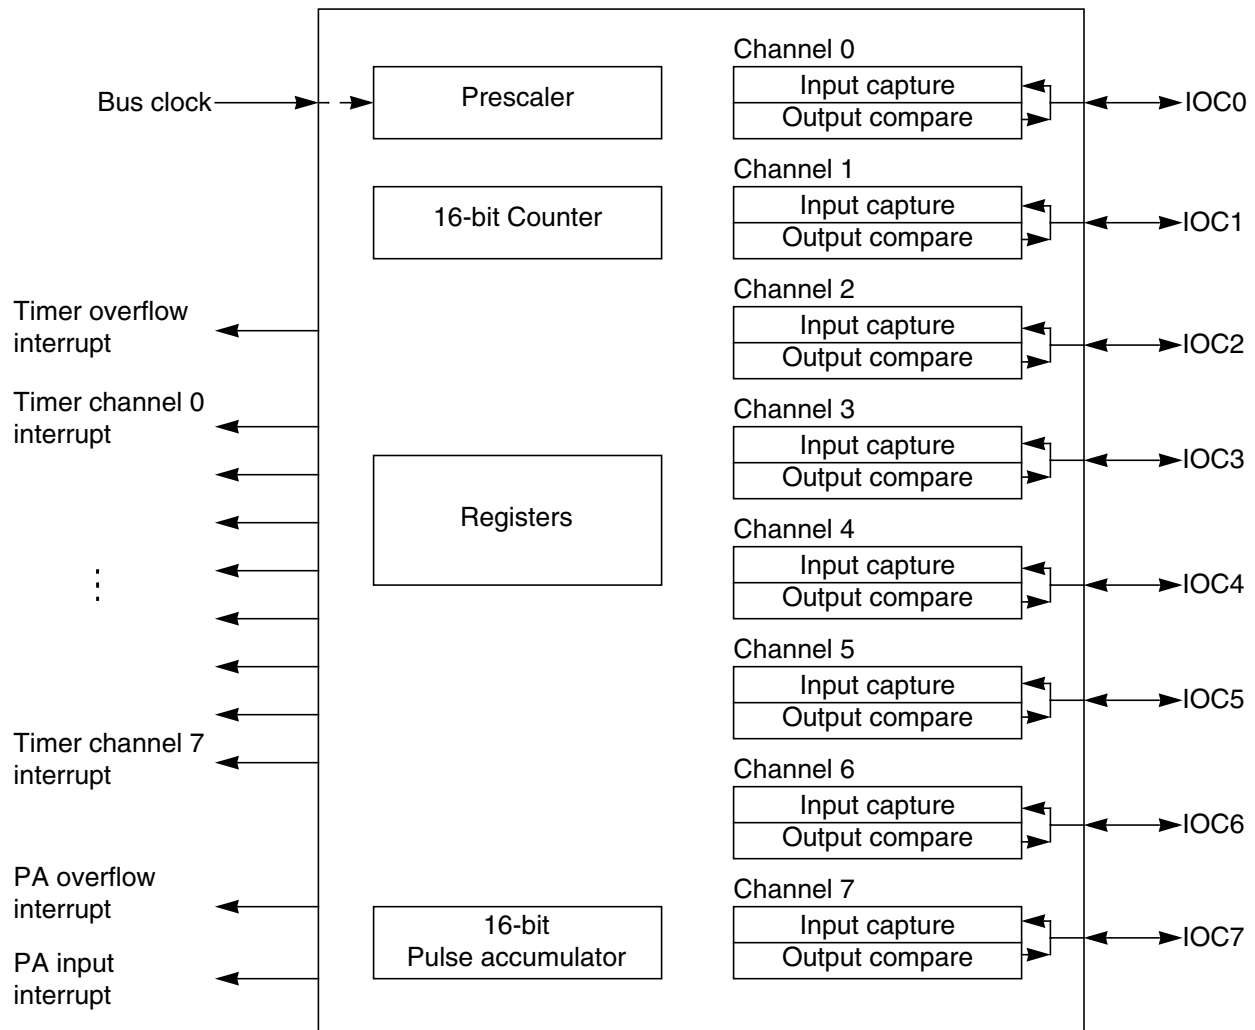 Bus clock
Prescaler
16-bit Counter
Timer overflow
interrupt
Timer channel 0
interrupt
Registers
Timer channel 7
interrupt
PA overflow
interrupt
PA input
interrupt
16-bit
Pulse accumulator
Channel 0
Input capture
Output compare
IOC0
Channel 1
Input capture
Output compare
IOC1
Channel 2
Input capture
Output compare
IOC2
Channel 3
Input capture
Output compare
IOC3
Channel 4
Input capture
Output compare
IOC4
Channel 5
Input capture
Output compare
IOC5
Channel 6
Input capture
Output compare
IOC6
Channel 7
Input capture
Output compare
IOC7